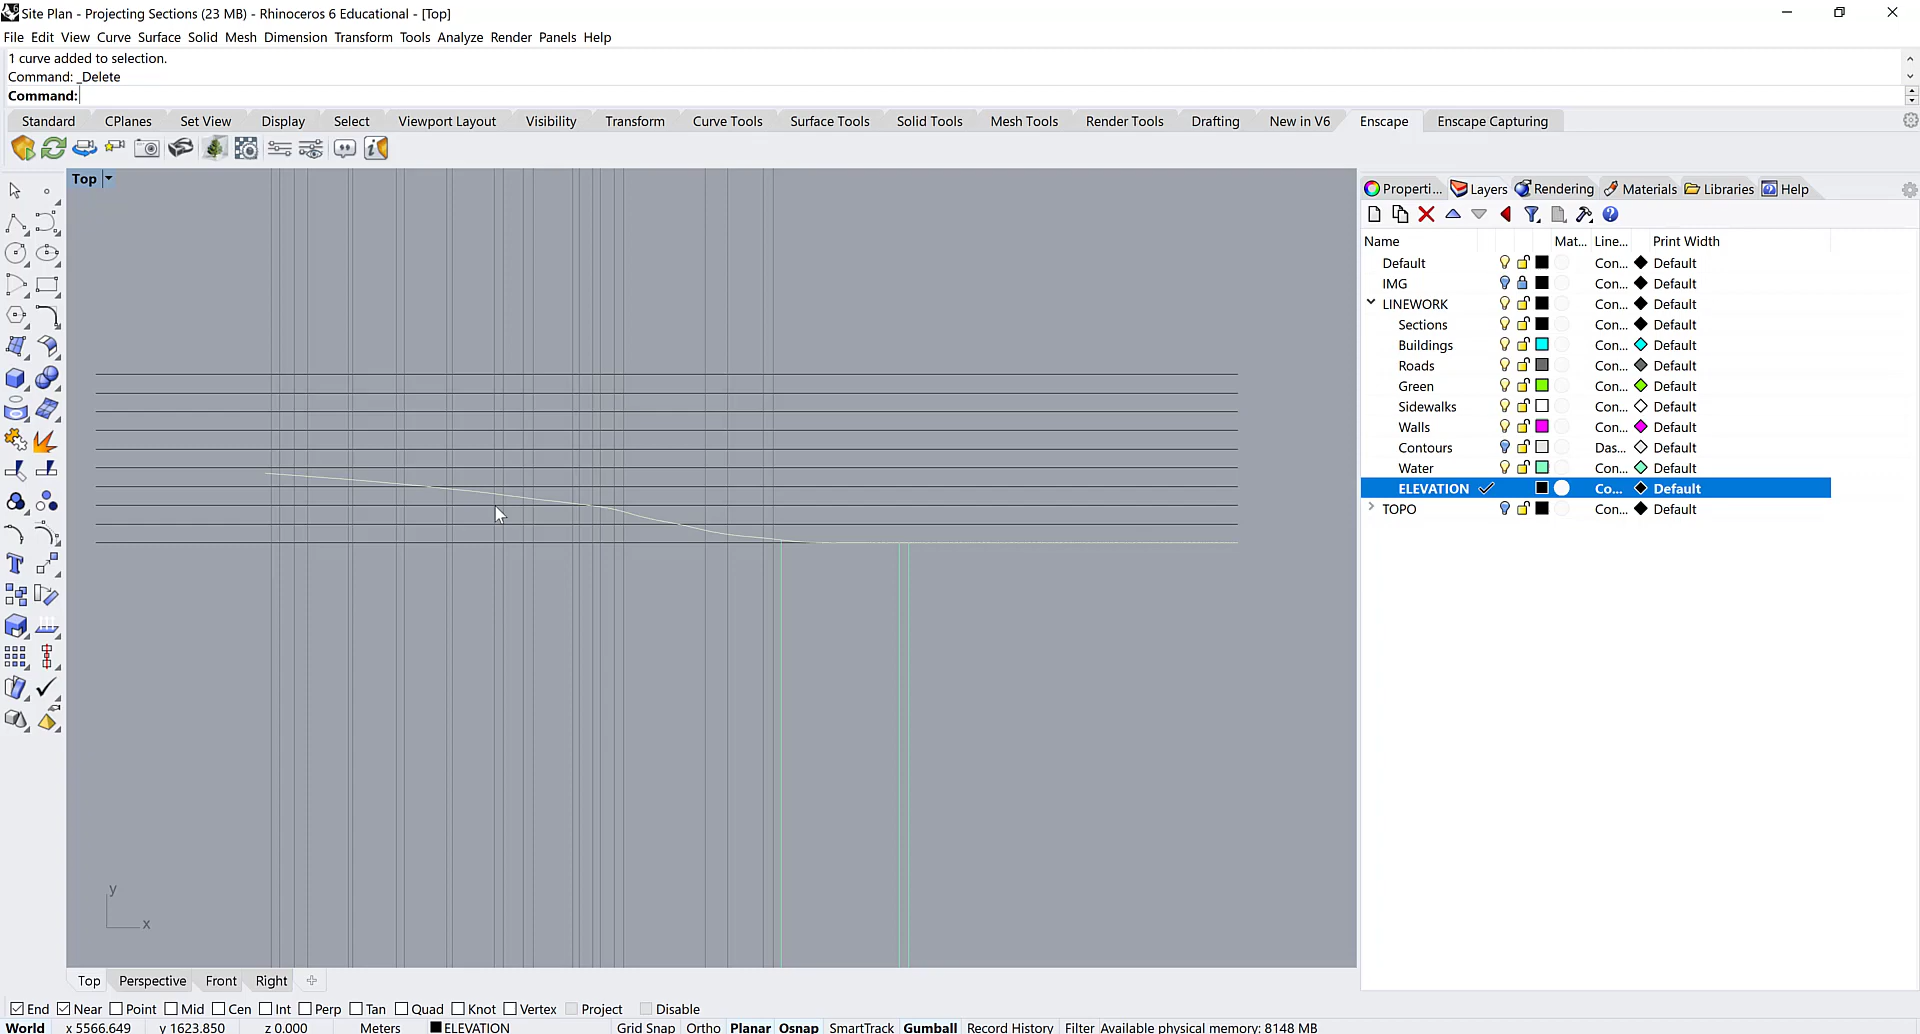 Site Plan - Projecting Sections (23 MB) - Rhinoceros 6 Educational - [Top]
File Edit View Curve Surface Solid Mesh Dimension Transform Tools Analyze Render Panels Help
1 curve added to selection.
Command: _Delete
Command:
Standard CPlanes Set View Display Select Viewport Layout Visibility Transform Curve Tools Surface Tools Solid Tools Mesh Tools Render Tools Drafting New in V6 Enscape Enscape Capturing
Top
Properti... Layers Rendering Materials Libraries Help
Name Mat... Line... Print Width
Default Con... Default
IMG Con... Default
LINEWORK Con... Default
Sections Con... Default
Buildings Con... Default
Roads Con... Default
Green Con... Default
Sidewalks Con... Default
Walls Con... Default
Contours Das... Default
Water Con... Default
ELEVATION Co... Default
TOPO Con... Default
y
x
Top Perspective Front Right
End Near Point Mid Cen Int Perp Tan Quad Knot Vertex Project Disable
World x 5566.649 y 1623.850 z 0.000 Meters ELEVATION Grid Snap Ortho Planar Osnap SmartTrack Gumball Record History Filter Available physical memory: 8148 MB